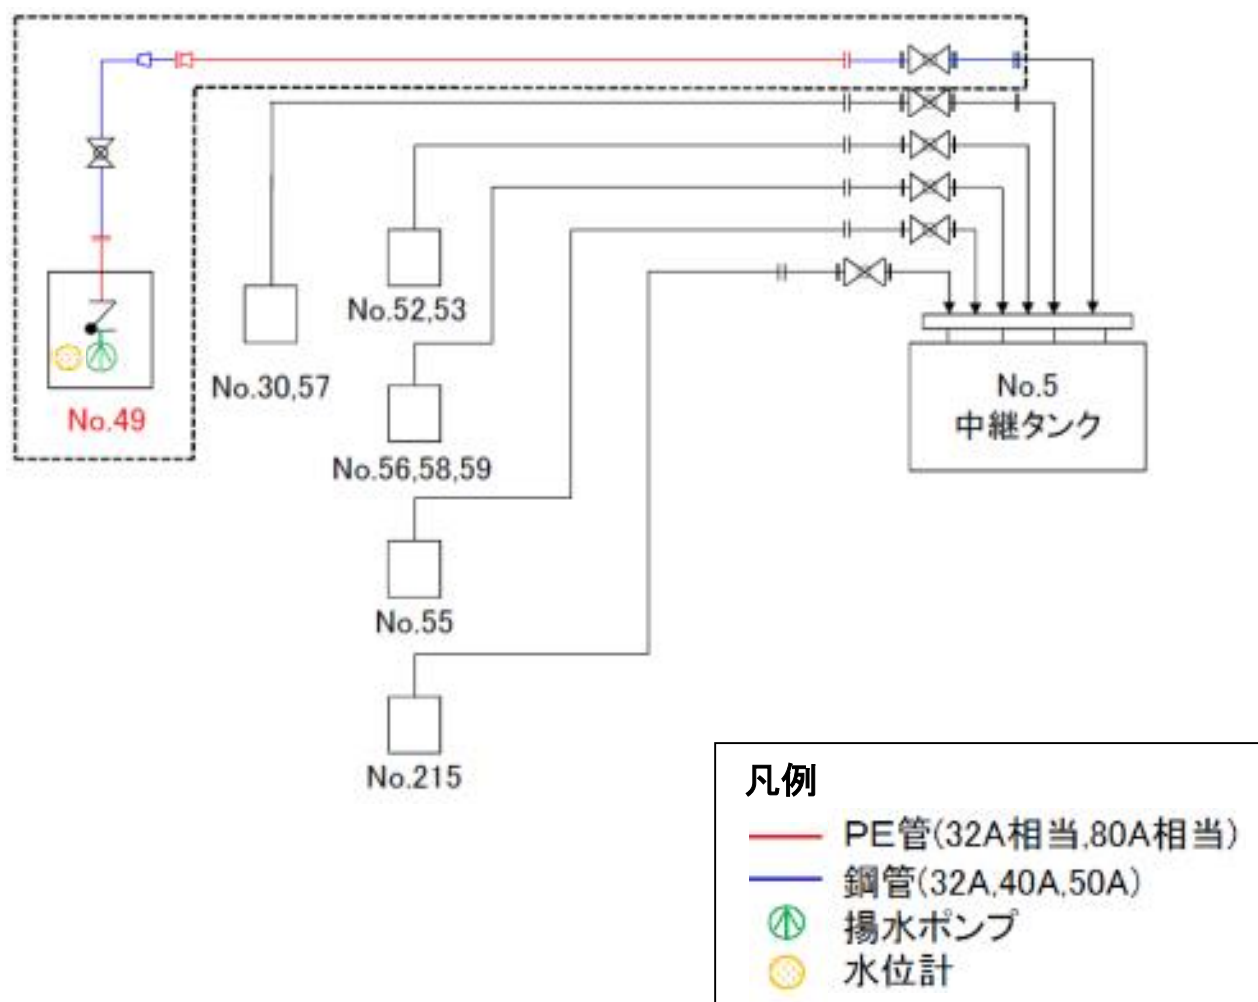 No.52,53
No.30,57
No.49
No.5
中継タンク
No.56,58,59
No.55
No.215
凡例
PE管(32A相当,80A相当)
鋼管(32A,40A,50A)
揚水ポンプ
水位計